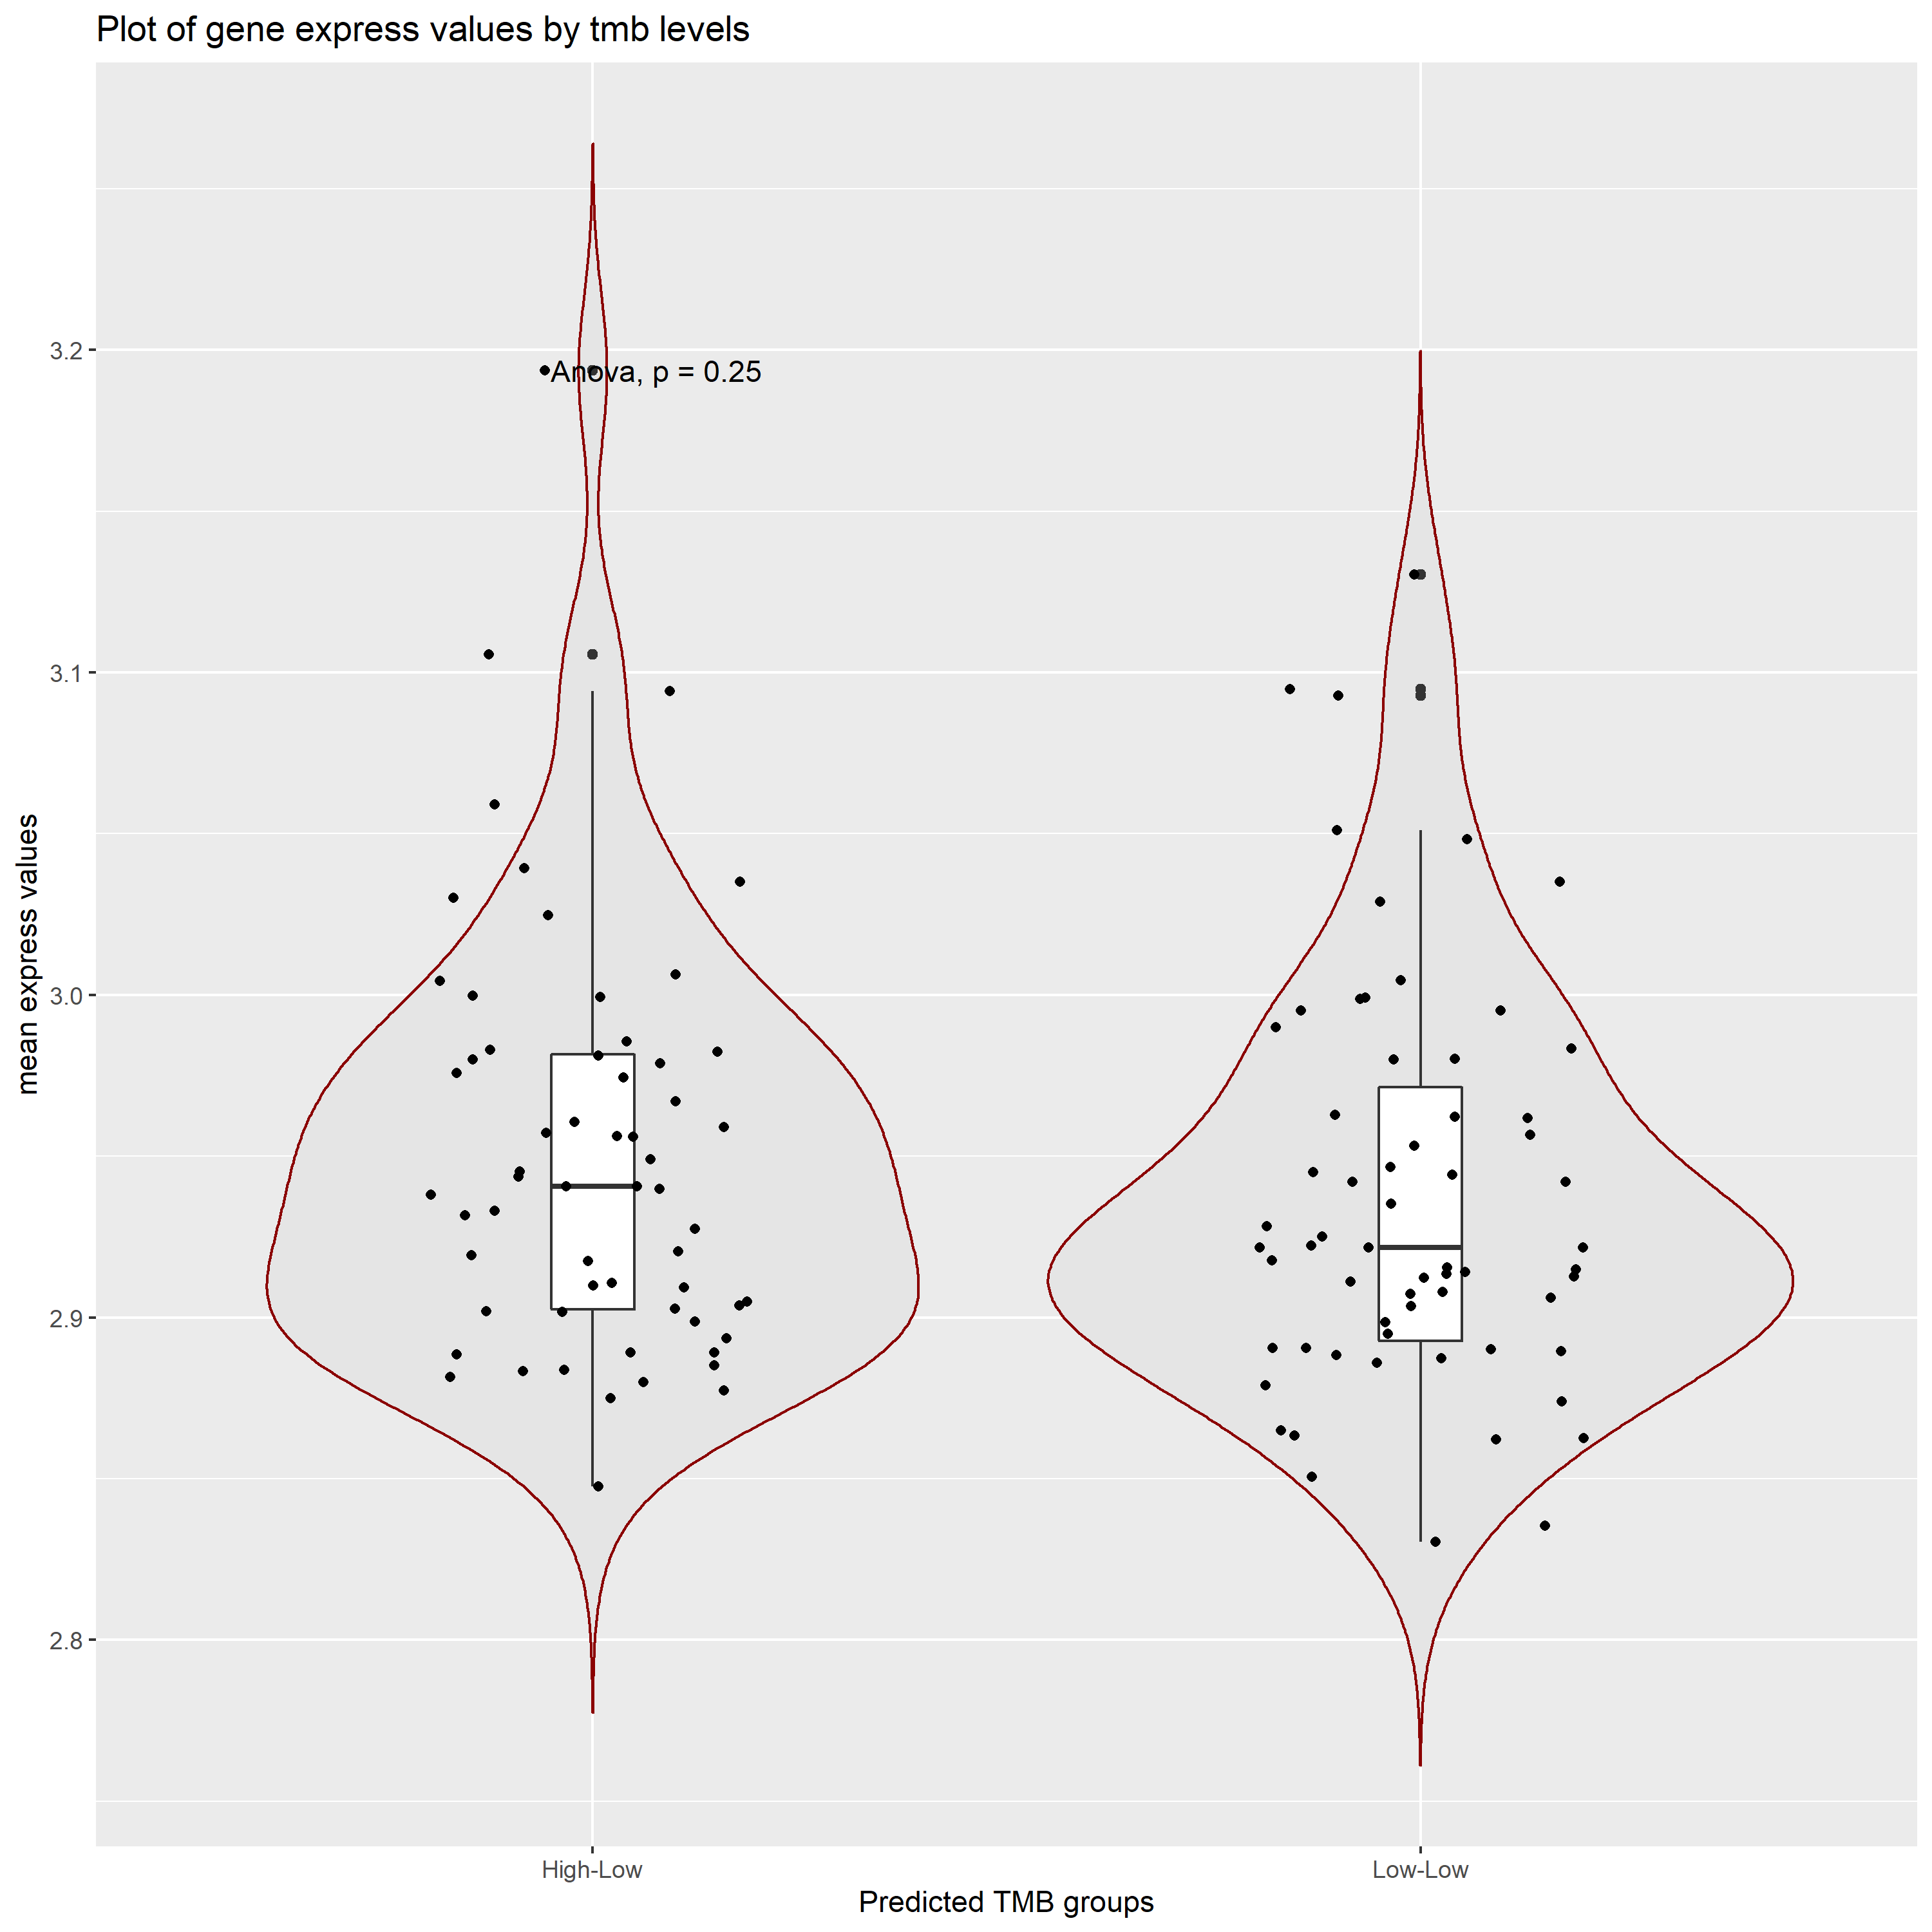 Plot of gene express values by tmb levels
3.2
Anova, p = 0.25
3.1
mean express values
3.0
2.9
2.8
High-Low
Low-Low
Predicted TMB groups